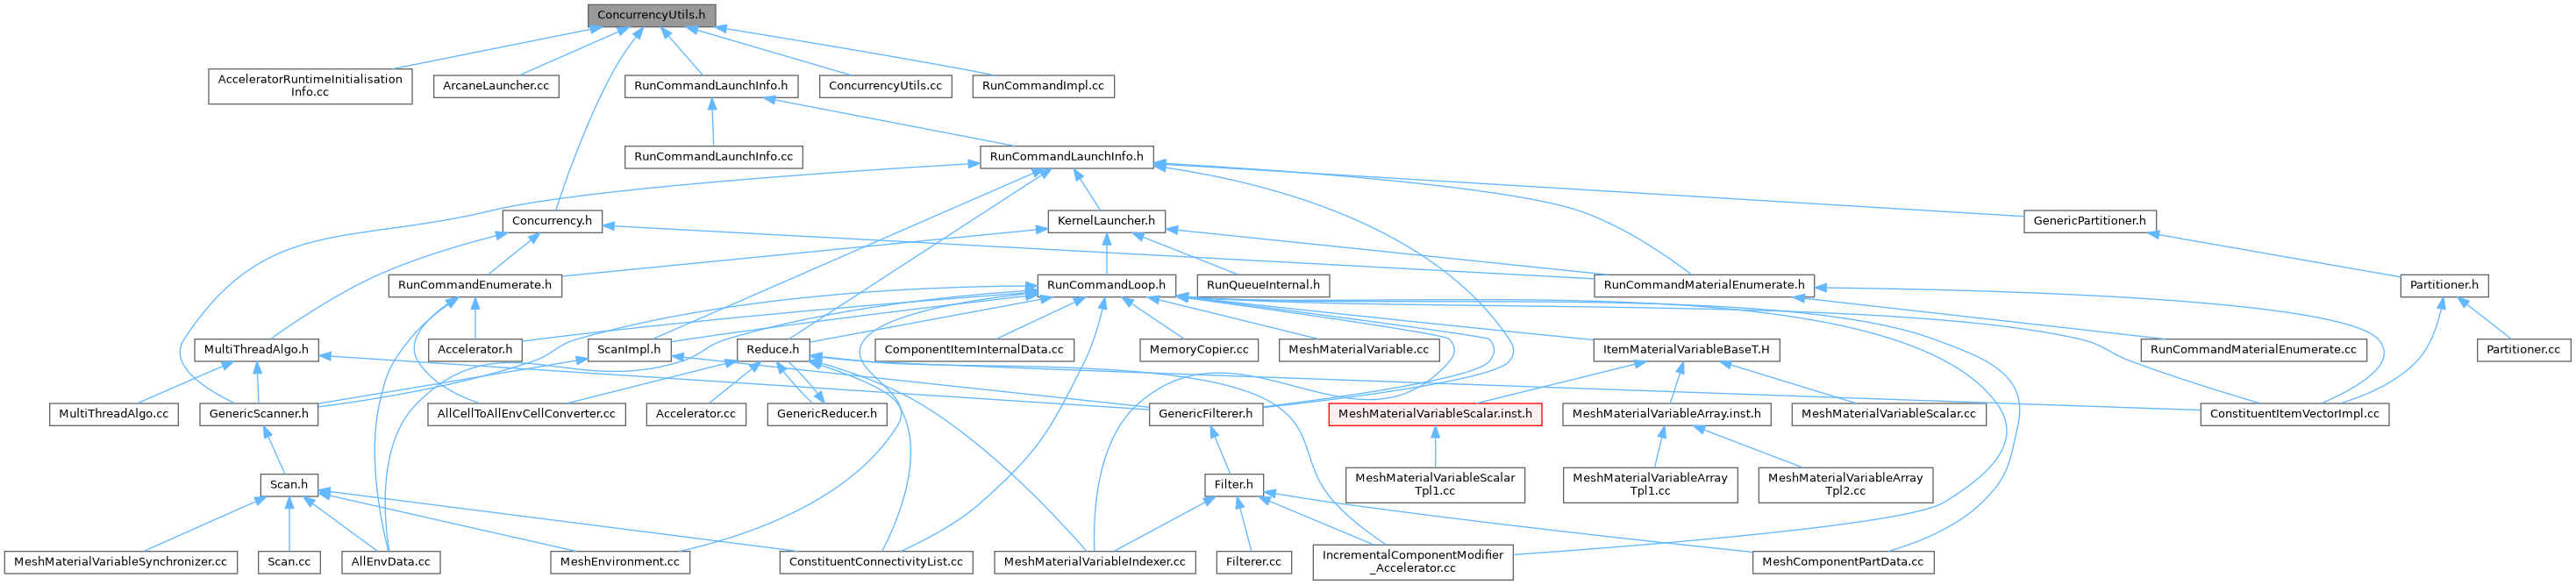 ConcurrencyUtils.h
AcceleratorRuntimeInitialisation
Info.cc
ArcaneLauncher.cc
RunCommandLaunchInfo.h
ConcurrencyUtils.cc
RunCommandImpl.cc
RunCommandLaunchInfo.cc
RunCommandLaunchInfo.h
Concurrency.h
KernelLauncher.h
GenericPartitioner.h
RunCommandEnumerate.h
RunCommandLoop.h
RunQueueInternal.h
RunCommandMaterialEnumerate.h
Partitioner.h
MultiThreadAlgo.h
Accelerator.h
ScanImpl.h
Reduce.h
ComponentItemInternalData.cc
MemoryCopier.cc
MeshMaterialVariable.cc
ItemMaterialVariableBaseT.H
RunCommandMaterialEnumerate.cc
Partitioner.cc
MultiThreadAlgo.cc
GenericScanner.h
AllCellToAllEnvCellConverter.cc
Accelerator.cc
GenericReducer.h
GenericFilterer.h
MeshMaterialVariableScalar.inst.h
MeshMaterialVariableArray.inst.h
MeshMaterialVariableScalar.cc
ConstituentItemVectorImpl.cc
Scan.h
Filter.h
MeshMaterialVariableScalar
Tpl1.cc
MeshMaterialVariableArray
Tpl1.cc
MeshMaterialVariableArray
Tpl2.cc
MeshMaterialVariableSynchronizer.cc
Scan.cc
AllEnvData.cc
MeshEnvironment.cc
ConstituentConnectivityList.cc
MeshMaterialVariableIndexer.cc
Filterer.cc
IncrementalComponentModifier
_Accelerator.cc
MeshComponentPartData.cc